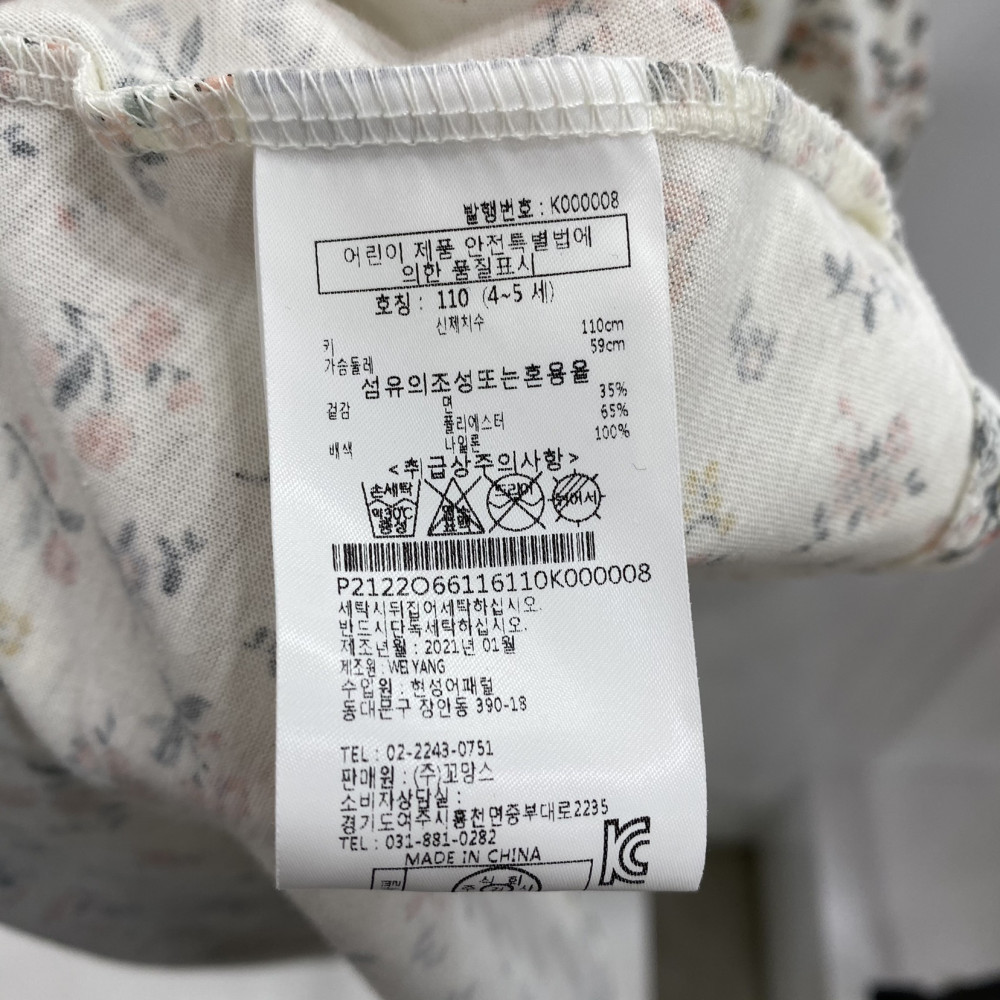 발행번호 : K000008
어린이 제품 안전특별법에
의한 품질표시
호칭 : 110 (4~5 세)
신체치수
키 110cm
가슴둘레 59cm
섬유의조성또는혼용율
겉감 면 35%
폴리에스터 65%
배색 나일론 100%
<취급상주의사항>
손세탁 드라이
약30℃
중성
P2122O66116110K000008
세탁시뒤집어세탁하십시오.
반드시단독세탁하십시오.
제조년월 : 2021년 01월
제조원 : WEI YANG
수입원 : 현성어패럴
동대문구 장안동 390-18
TEL : 02-2243-0751
판매원 : (주)꼬망스
소비자상담실 :
경기도여주시흥천면중부대로2235
TEL : 031-881-0282
MADE IN CHINA
KC